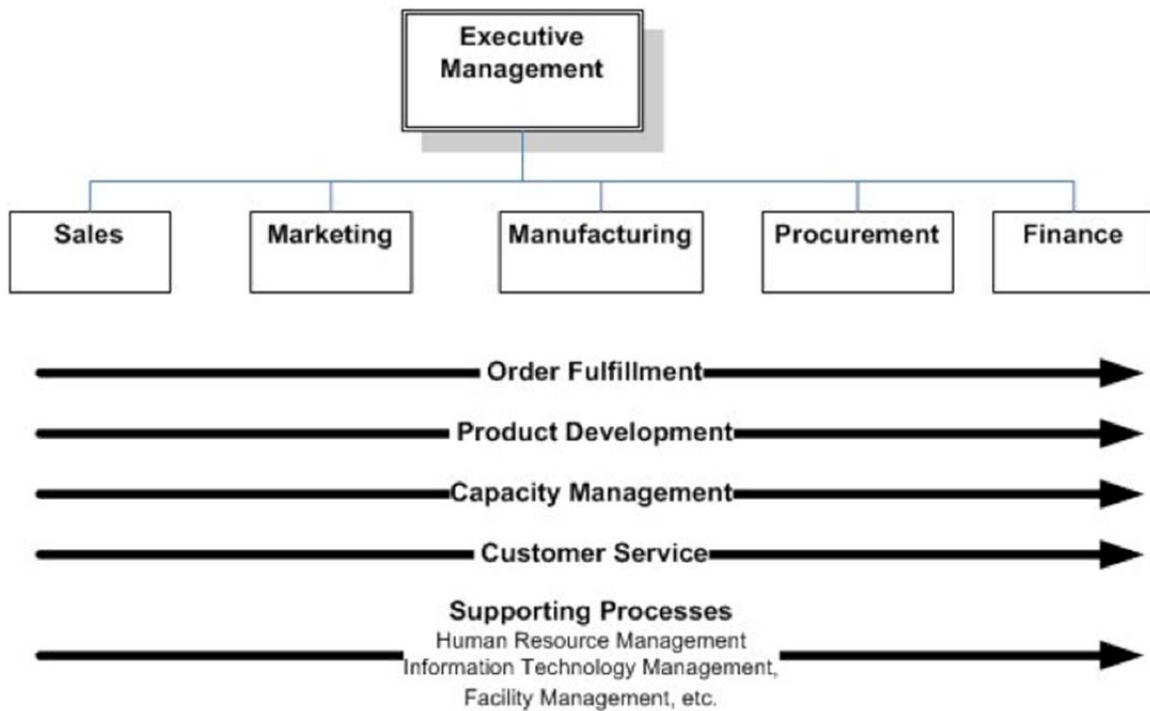 Executive
Management
Sales
Marketing
Manufacturing
Procurement
Finance
Order Fulfillment
Product Development
Capacity Management
Customer Service
Supporting Processes
Human Resource Management
Information Technology Management,
Facility Management, etc.